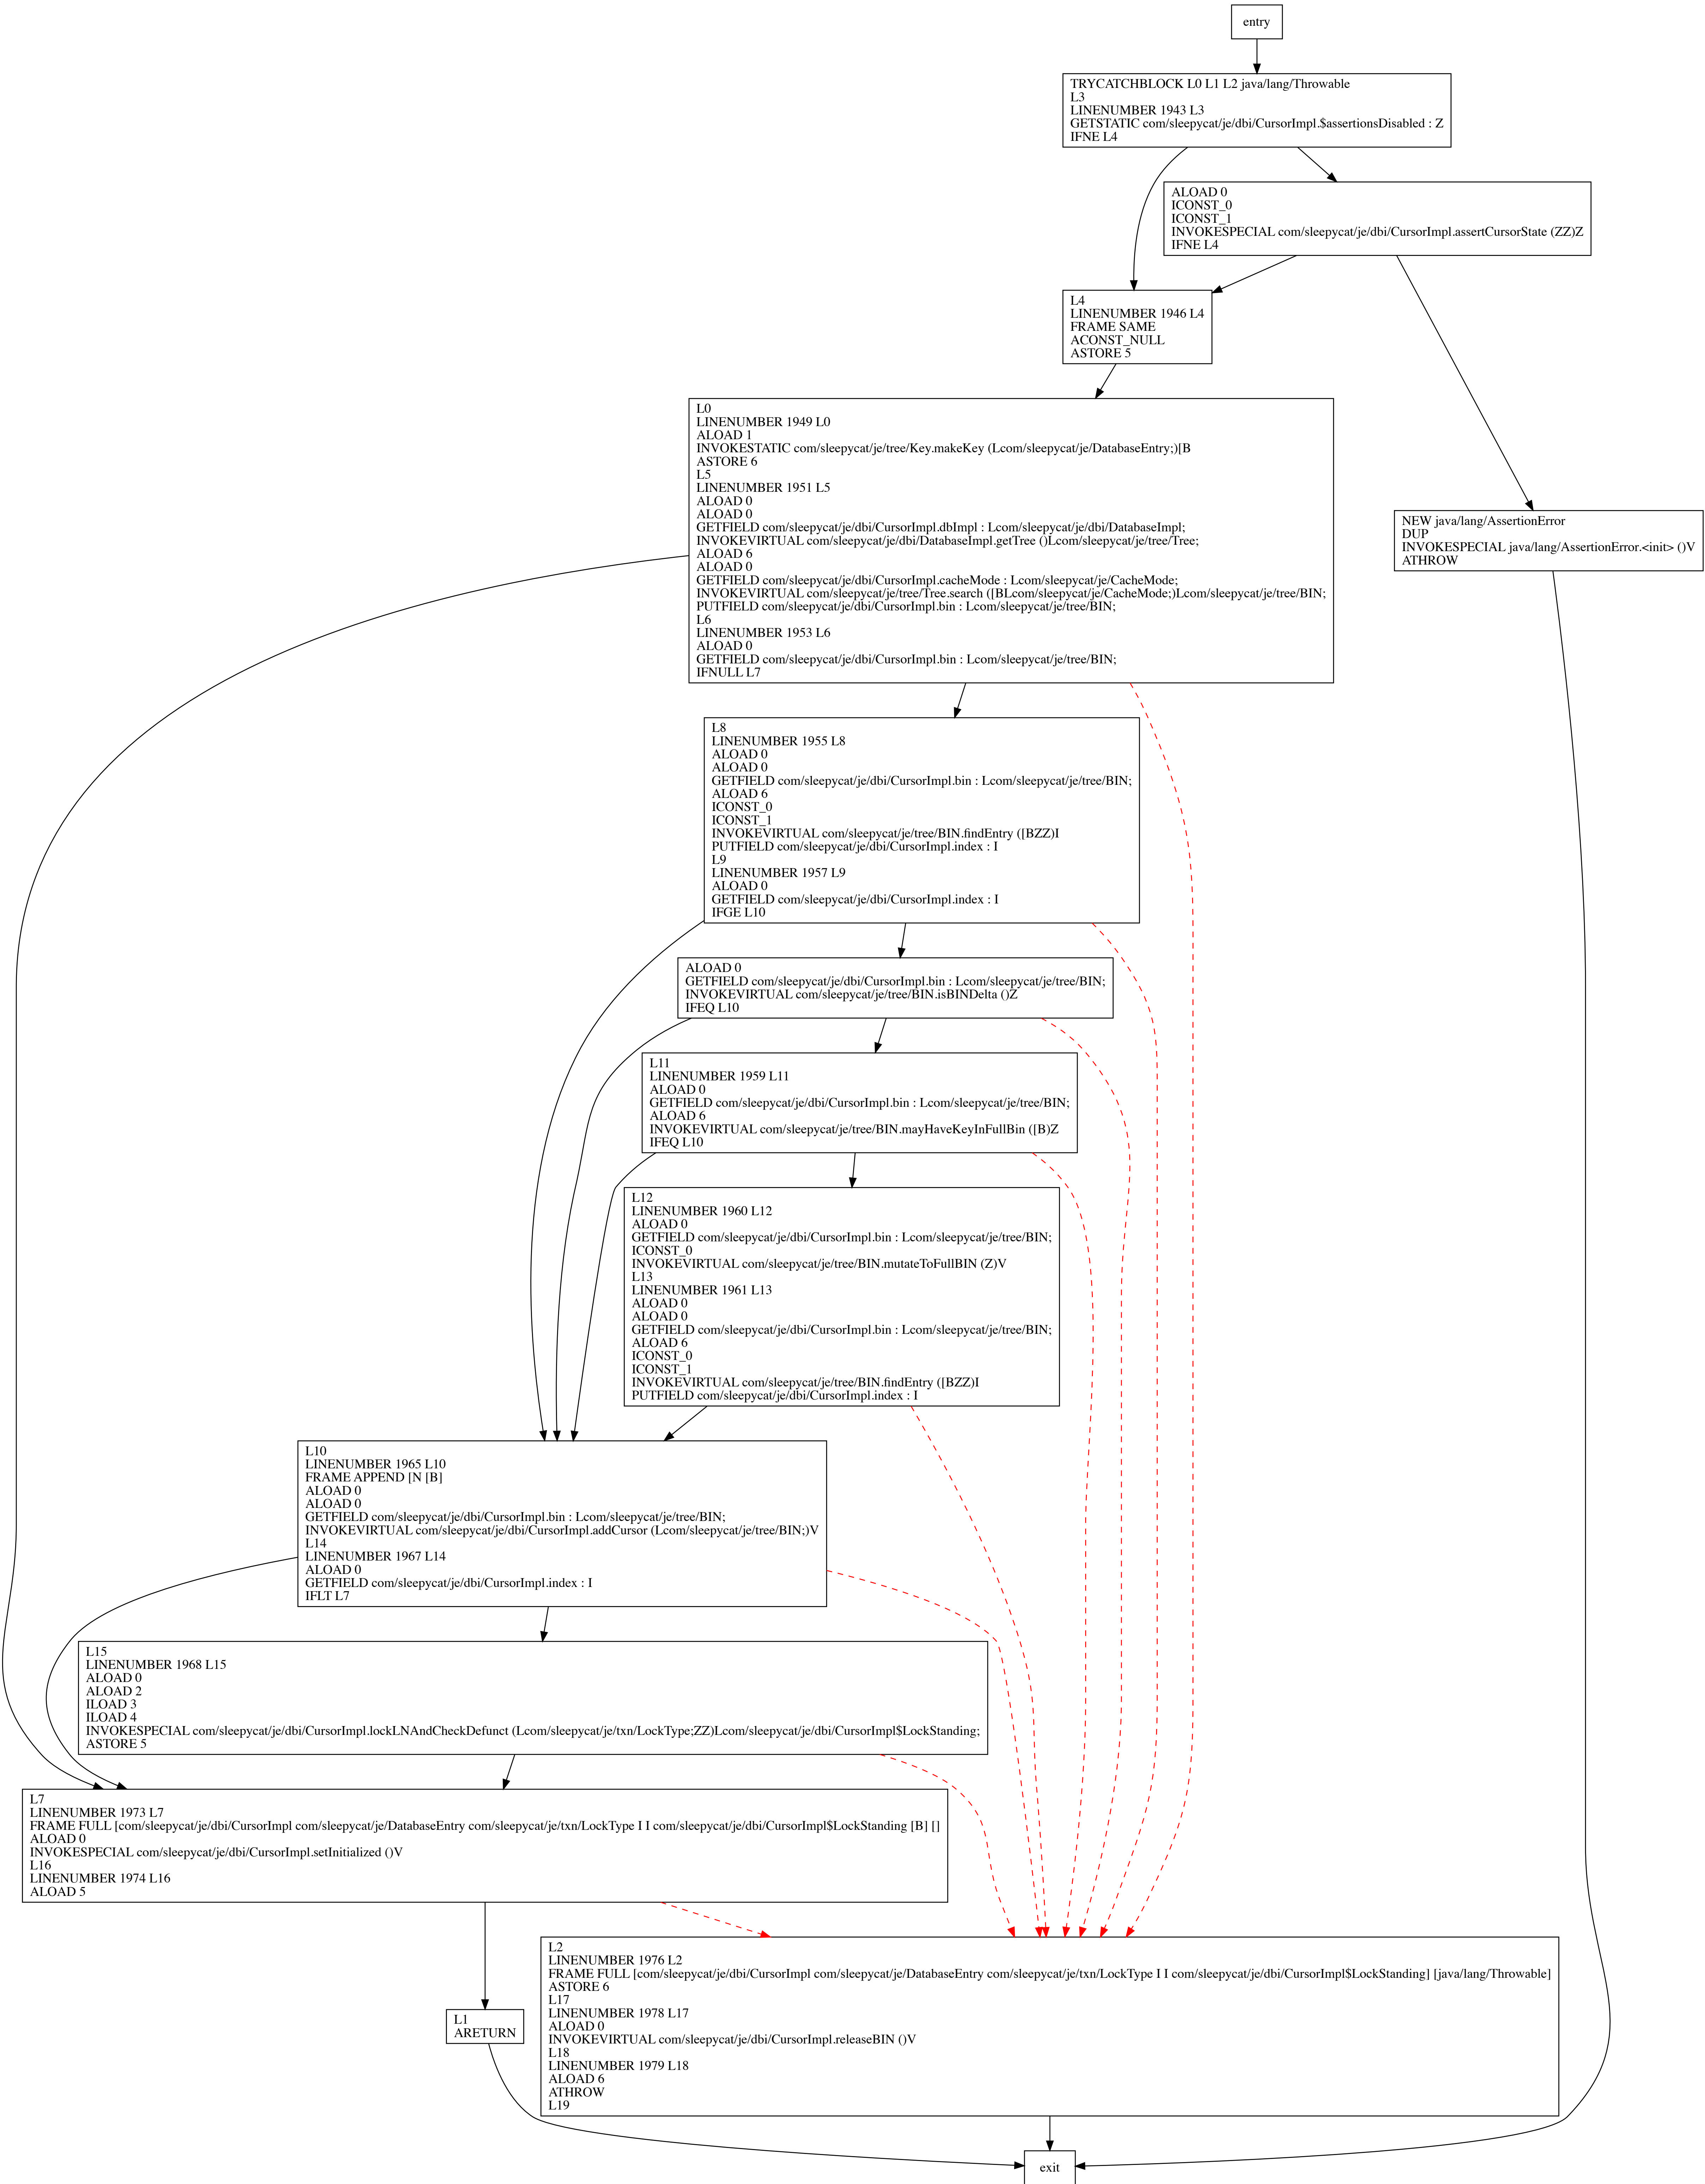 entry
TRYCATCHBLOCK L0 L1 L2 java/lang/Throwable
L3
LINENUMBER 1943 L3
GETSTATIC com/sleepycat/je/dbi/CursorImpl.$assertionsDisabled : Z
IFNE L4
ALOAD 0
ICONST_0
ICONST_1
INVOKESPECIAL com/sleepycat/je/dbi/CursorImpl.assertCursorState (ZZ)Z
IFNE L4
L4
LINENUMBER 1946 L4
FRAME SAME
ACONST_NULL
ASTORE 5
L0
LINENUMBER 1949 L0
ALOAD 1
INVOKESTATIC com/sleepycat/je/tree/Key.makeKey (Lcom/sleepycat/je/DatabaseEntry;)[B
ASTORE 6
L5
LINENUMBER 1951 L5
ALOAD 0
ALOAD 0
GETFIELD com/sleepycat/je/dbi/CursorImpl.dbImpl : Lcom/sleepycat/je/dbi/DatabaseImpl;
INVOKEVIRTUAL com/sleepycat/je/dbi/DatabaseImpl.getTree ()Lcom/sleepycat/je/tree/Tree;
ALOAD 6
ALOAD 0
GETFIELD com/sleepycat/je/dbi/CursorImpl.cacheMode : Lcom/sleepycat/je/CacheMode;
INVOKEVIRTUAL com/sleepycat/je/tree/Tree.search ([BLcom/sleepycat/je/CacheMode;)Lcom/sleepycat/je/tree/BIN;
PUTFIELD com/sleepycat/je/dbi/CursorImpl.bin : Lcom/sleepycat/je/tree/BIN;
L6
LINENUMBER 1953 L6
ALOAD 0
GETFIELD com/sleepycat/je/dbi/CursorImpl.bin : Lcom/sleepycat/je/tree/BIN;
IFNULL L7
NEW java/lang/AssertionError
DUP
INVOKESPECIAL java/lang/AssertionError.<init> ()V
ATHROW
L8
LINENUMBER 1955 L8
ALOAD 0
ALOAD 0
GETFIELD com/sleepycat/je/dbi/CursorImpl.bin : Lcom/sleepycat/je/tree/BIN;
ALOAD 6
ICONST_0
ICONST_1
INVOKEVIRTUAL com/sleepycat/je/tree/BIN.findEntry ([BZZ)I
PUTFIELD com/sleepycat/je/dbi/CursorImpl.index : I
L9
LINENUMBER 1957 L9
ALOAD 0
GETFIELD com/sleepycat/je/dbi/CursorImpl.index : I
IFGE L10
ALOAD 0
GETFIELD com/sleepycat/je/dbi/CursorImpl.bin : Lcom/sleepycat/je/tree/BIN;
INVOKEVIRTUAL com/sleepycat/je/tree/BIN.isBINDelta ()Z
IFEQ L10
L11
LINENUMBER 1959 L11
ALOAD 0
GETFIELD com/sleepycat/je/dbi/CursorImpl.bin : Lcom/sleepycat/je/tree/BIN;
ALOAD 6
INVOKEVIRTUAL com/sleepycat/je/tree/BIN.mayHaveKeyInFullBin ([B)Z
IFEQ L10
L12
LINENUMBER 1960 L12
ALOAD 0
GETFIELD com/sleepycat/je/dbi/CursorImpl.bin : Lcom/sleepycat/je/tree/BIN;
ICONST_0
INVOKEVIRTUAL com/sleepycat/je/tree/BIN.mutateToFullBIN (Z)V
L13
LINENUMBER 1961 L13
ALOAD 0
ALOAD 0
GETFIELD com/sleepycat/je/dbi/CursorImpl.bin : Lcom/sleepycat/je/tree/BIN;
ALOAD 6
ICONST_0
ICONST_1
INVOKEVIRTUAL com/sleepycat/je/tree/BIN.findEntry ([BZZ)I
PUTFIELD com/sleepycat/je/dbi/CursorImpl.index : I
L10
LINENUMBER 1965 L10
FRAME APPEND [N [B]
ALOAD 0
ALOAD 0
GETFIELD com/sleepycat/je/dbi/CursorImpl.bin : Lcom/sleepycat/je/tree/BIN;
INVOKEVIRTUAL com/sleepycat/je/dbi/CursorImpl.addCursor (Lcom/sleepycat/je/tree/BIN;)V
L14
LINENUMBER 1967 L14
ALOAD 0
GETFIELD com/sleepycat/je/dbi/CursorImpl.index : I
IFLT L7
L15
LINENUMBER 1968 L15
ALOAD 0
ALOAD 2
ILOAD 3
ILOAD 4
INVOKESPECIAL com/sleepycat/je/dbi/CursorImpl.lockLNAndCheckDefunct (Lcom/sleepycat/je/txn/LockType;ZZ)Lcom/sleepycat/je/dbi/CursorImpl$LockStanding;
ASTORE 5
L7
LINENUMBER 1973 L7
FRAME FULL [com/sleepycat/je/dbi/CursorImpl com/sleepycat/je/DatabaseEntry com/sleepycat/je/txn/LockType I I com/sleepycat/je/dbi/CursorImpl$LockStanding [B] []
ALOAD 0
INVOKESPECIAL com/sleepycat/je/dbi/CursorImpl.setInitialized ()V
L16
LINENUMBER 1974 L16
ALOAD 5
L2
LINENUMBER 1976 L2
FRAME FULL [com/sleepycat/je/dbi/CursorImpl com/sleepycat/je/DatabaseEntry com/sleepycat/je/txn/LockType I I com/sleepycat/je/dbi/CursorImpl$LockStanding] [java/lang/Throwable]
ASTORE 6
L17
LINENUMBER 1978 L17
ALOAD 0
INVOKEVIRTUAL com/sleepycat/je/dbi/CursorImpl.releaseBIN ()V
L18
LINENUMBER 1979 L18
ALOAD 6
ATHROW
L19
L1
ARETURN
exit